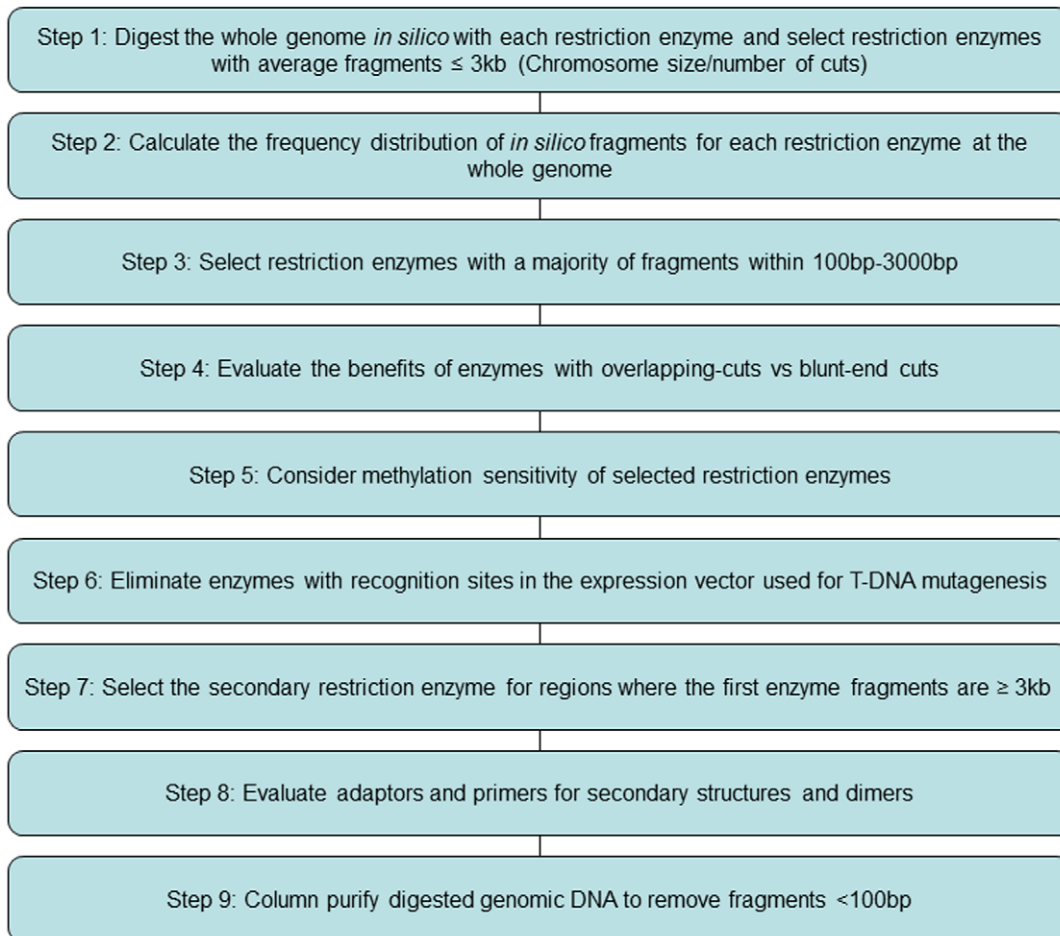 Step 1: Digest the whole genome in silico with each restriction enzyme and select restriction enzymes
with average fragments ≤ 3kb (Chromosome size/number of cuts)
Step 2: Calculate the frequency distribution of in silico fragments for each restriction enzyme at the
whole genome
Step 3: Select restriction enzymes with a majority of fragments within 100bp-3000bp
Step 4: Evaluate the benefits of enzymes with overlapping-cuts vs blunt-end cuts
Step 5: Consider methylation sensitivity of selected restriction enzymes
Step 6: Eliminate enzymes with recognition sites in the expression vector used for T-DNA mutagenesis
Step 7: Select the secondary restriction enzyme for regions where the first enzyme fragments are ≥ 3kb
Step 8: Evaluate adaptors and primers for secondary structures and dimers
Step 9: Column purify digested genomic DNA to remove fragments <100bp